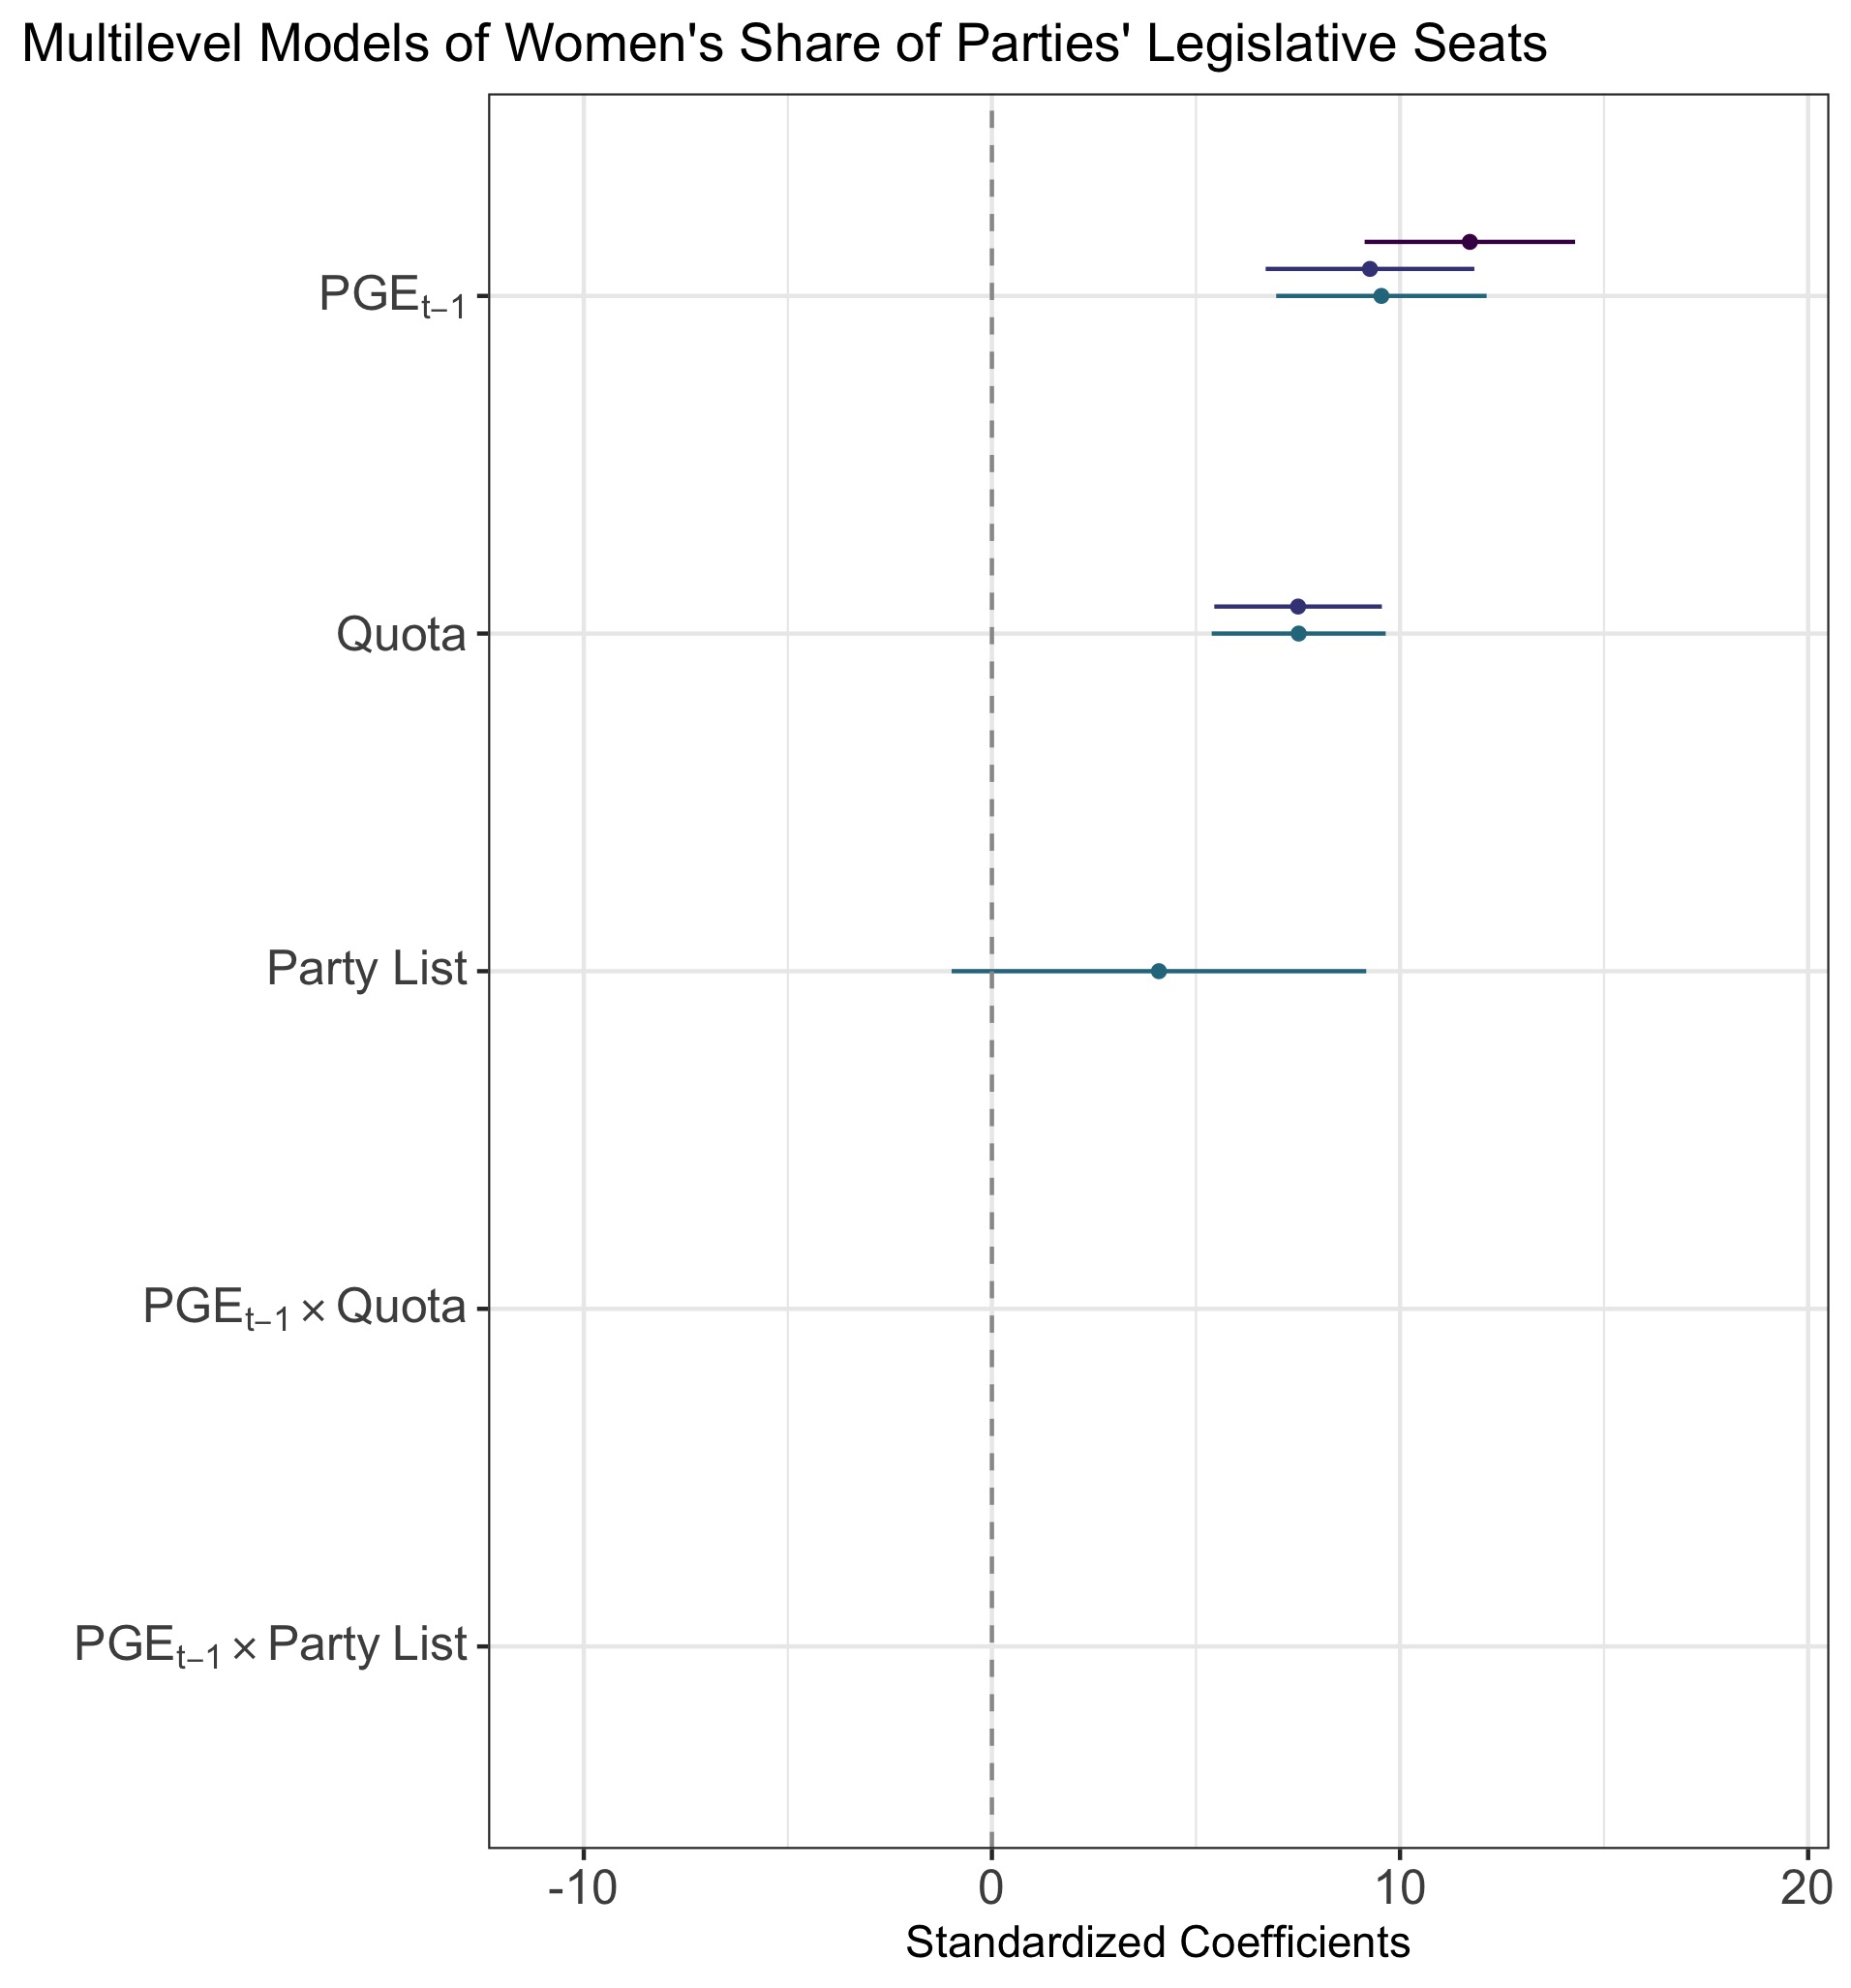 Multilevel Models of Women's Share of Parties' Legislative Seats
PGEt−1
Quota
Party List
PGEt−1 × Quota
PGEt−1 × Party List
-10 0 10 20
Standardized Coefficients